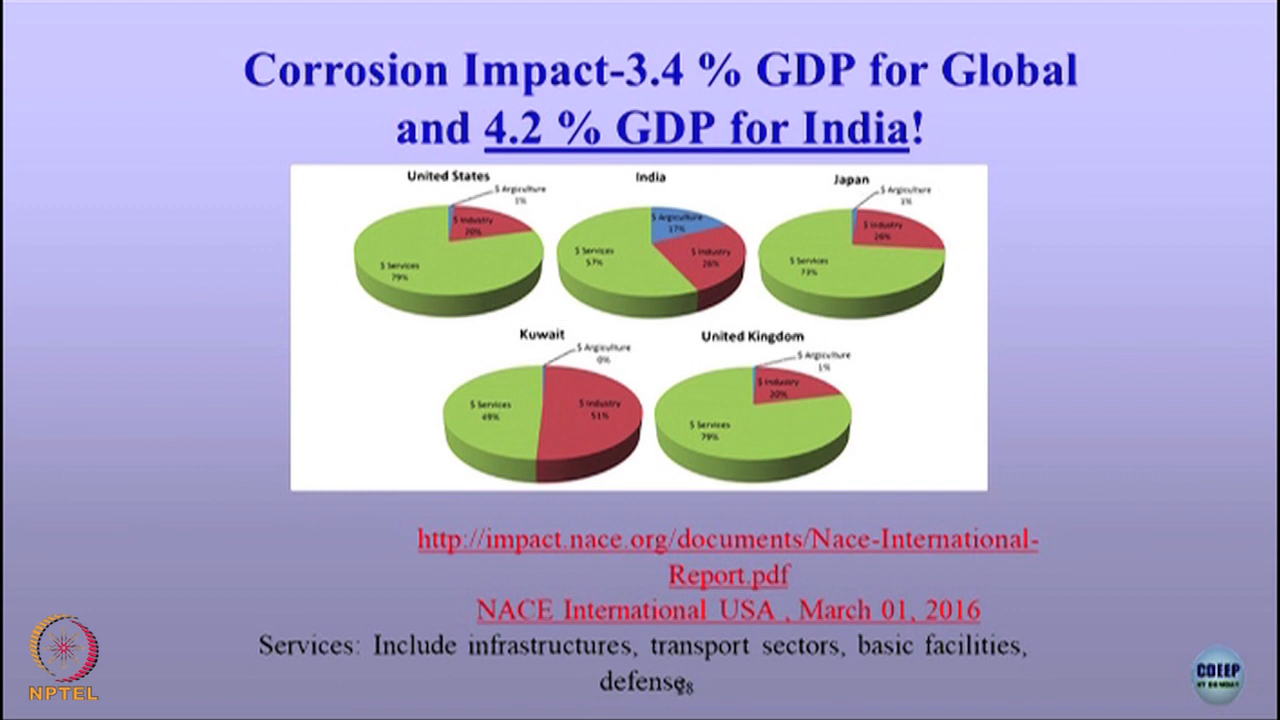 Corrosion Impact-3.4 % GDP for Global
and 4.2 % GDP for India!
United States
$ Argiculture
1%
$ Industry
20%
$ Services
79%
India
$ Argiculture
17%
$ Industry
26%
$ Services
57%
Japan
$ Argiculture
1%
$ Industry
26%
$ Services
73%
Kuwait
$ Argiculture
0%
$ Services
49%
$ Industry
51%
United Kingdom
$ Argiculture
1%
$ Industry
20%
$ Services
79%
http://impact.nace.org/documents/Nace-International-
Report.pdf
NACE International USA , March 01, 2016
Services: Include infrastructures, transport sectors, basic facilities,
defense
NPTEL
CDEEP
IIT BOMBAY